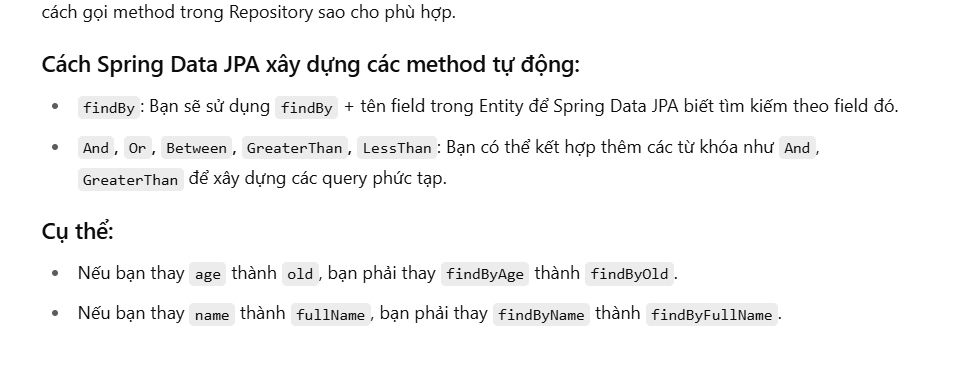 cách gọi method trong Repository sao cho phù hợp.
Cách Spring Data JPA xây dựng các method tự động:
• findBy: Bạn sẽ sử dụng findBy + tên field trong Entity để Spring Data JPA biết tìm kiếm theo field đó.
• And, Or, Between, GreaterThan, LessThan: Bạn có thể kết hợp thêm các từ khóa như And,
GreaterThan để xây dựng các query phức tạp.
Cụ thể:
• Nếu bạn thay age thành old, bạn phải thay findByAge thành findByOld.
• Nếu bạn thay name thành fullName, bạn phải thay findByName thành findByFullName.